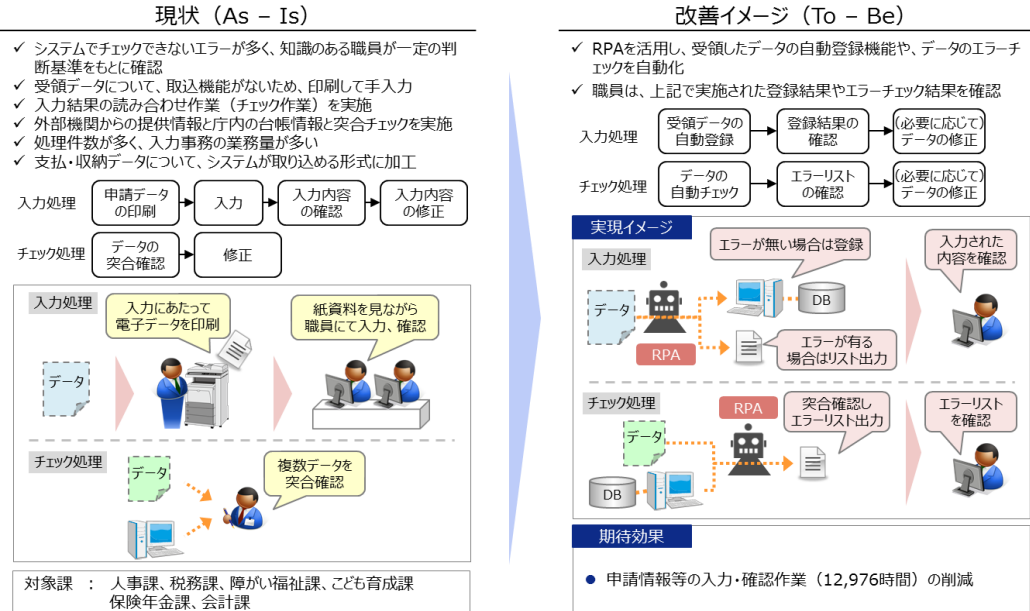 現状（As – Is）
✓ システムでチェックできないエラーが多く、知識のある職員が一定の判
断基準をもとに確認
✓ 受領データについて、取込機能がないため、印刷して手入力
✓ 入力結果の読み合わせ作業（チェック作業）を実施
✓ 外部機関からの提供情報と庁内の台帳情報と突合チェックを実施
✓ 処理件数が多く、入力事務の業務量が多い
✓ 支払・収納データについて、システムが取り込める形式に加工
入力処理
申請データ
の印刷
入力
入力内容
の確認
入力内容
の修正
チェック処理
データの
突合確認
修正
入力処理
入力にあたって
電子データを印刷
紙資料を見ながら
職員にて入力、確認
データ
チェック処理
データ
複数データを
突合確認
対象課 ： 人事課、税務課、障がい福祉課、こども育成課
保険年金課、会計課
改善イメージ（To – Be）
✓ RPAを活用し、受領したデータの自動登録機能や、データのエラーチ
ェックを自動化
✓ 職員は、上記で実施された登録結果やエラーチェック結果を確認
入力処理
受領データの
自動登録
登録結果の
確認
(必要に応じて)
データの修正
チェック処理
データの
自動チェック
エラーリスト
の確認
(必要に応じて)
データの修正
実現イメージ
入力処理
エラーが無い場合は登録
入力された
内容を確認
データ
DB
RPA
エラーが有る
場合はリスト出力
チェック処理
RPA
突合確認し
エラーリスト出力
エラーリスト
を確認
データ
DB
期待効果
● 申請情報等の入力・確認作業（12,976時間）の削減